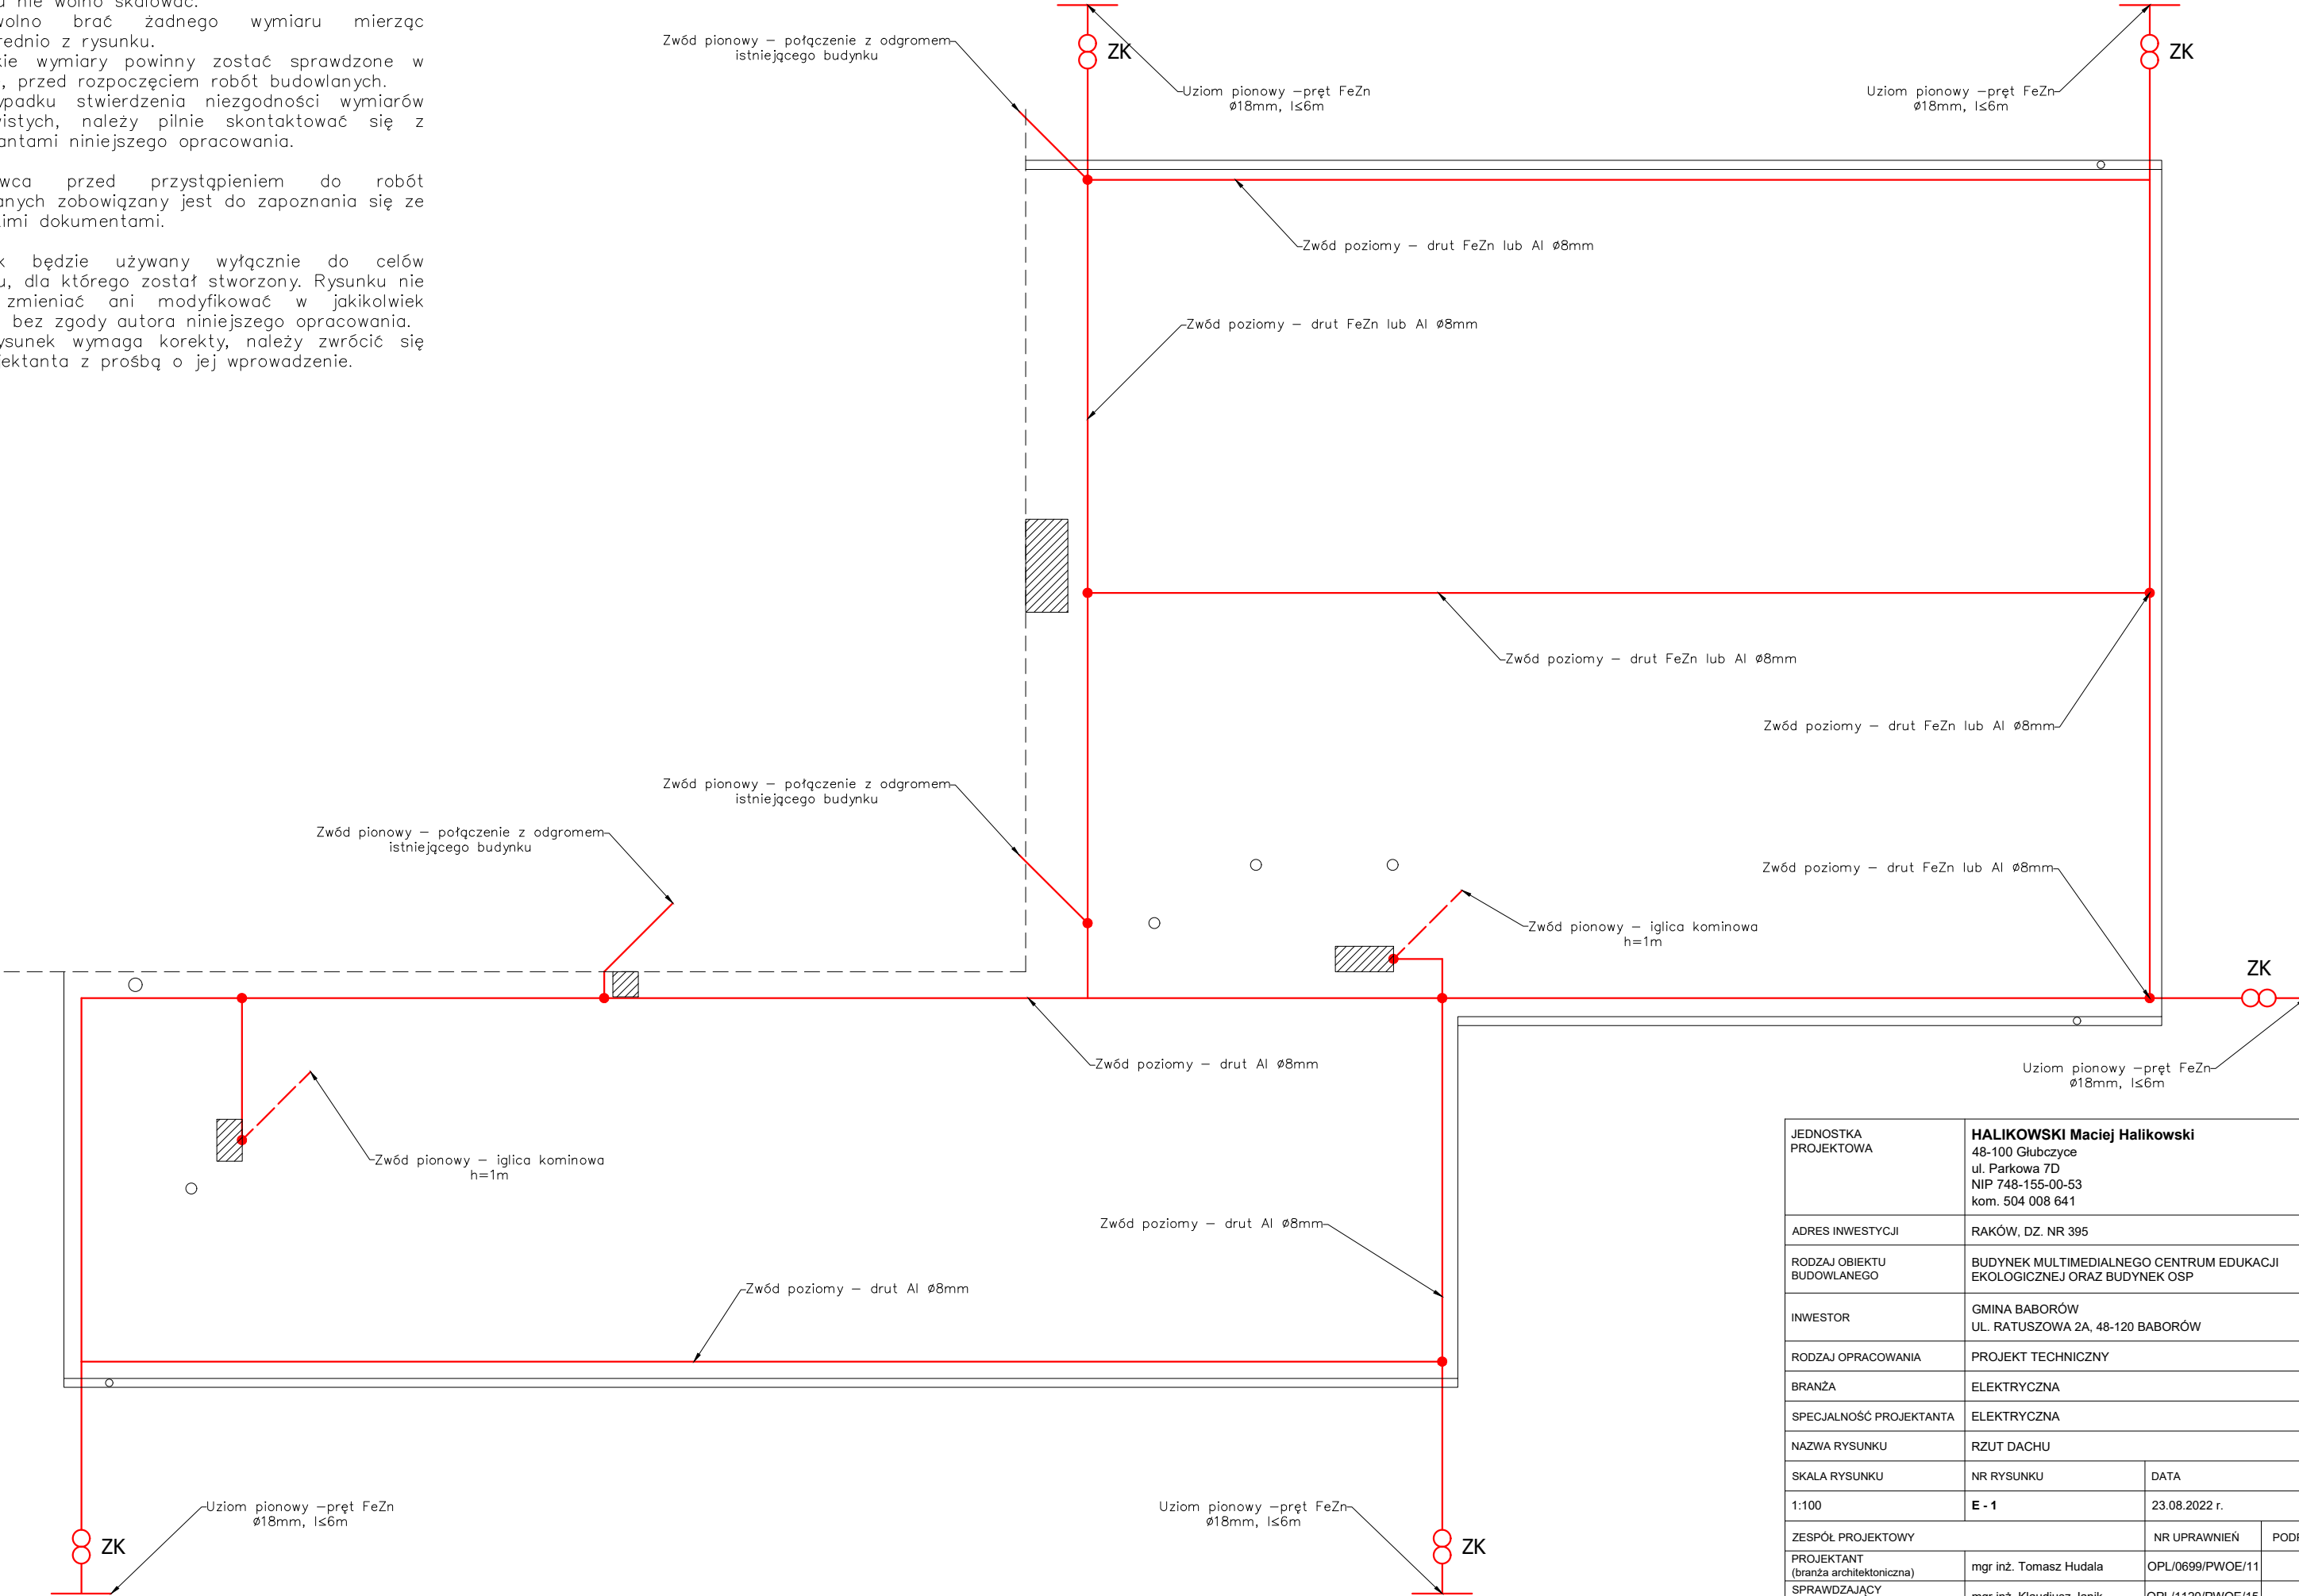 nie wolno skalować.
wolno brać żadnego wymiaru mierząc
z rysunku.
wymiary powinny zostać sprawdzone w
przed rozpoczęciem robót budowlanych.
stwierdzenia niezgodności wymiarów
należy pilnie skontaktować się z
niniejszego opracowania.
przed przystąpieniem do robót
zobowiązany jest do zapoznania się ze
dokumentami.
będzie używany wyłącznie do celów
dla którego został stworzony. Rysunku nie
zmieniać ani modyfikować w jakikolwiek
bez zgody autora niniejszego opracowania.
wymaga korekty, należy zwrócić się
z prośbą o jej wprowadzenie.
Zwód pionowy – połączenie z odgromem
istniejącego budynku
ZK
ZK
Uziom pionowy –pręt FeZn
ø18mm, l≤6m
Uziom pionowy –pręt FeZn
ø18mm, l≤6m
Zwód poziomy – drut FeZn lub Al ø8mm
Zwód poziomy – drut FeZn lub Al ø8mm
Zwód poziomy – drut FeZn lub Al ø8mm
Zwód poziomy – drut FeZn lub Al ø8mm
Zwód pionowy – połączenie z odgromem
istniejącego budynku
Zwód pionowy – połączenie z odgromem
istniejącego budynku
Zwód poziomy – drut FeZn lub Al ø8mm
Zwód pionowy – iglica kominowa
h=1m
ZK
Zwód poziomy – drut Al ø8mm
Uziom pionowy –pręt FeZn
ø18mm, l≤6m
Zwód pionowy – iglica kominowa
h=1m
Zwód poziomy – drut Al ø8mm
Zwód poziomy – drut Al ø8mm
Uziom pionowy –pręt FeZn
ø18mm, l≤6m
Uziom pionowy –pręt FeZn
ø18mm, l≤6m
ZK
ZK
JEDNOSTKA
PROJEKTOWA
HALIKOWSKI Maciej Halikowski
48-100 Głubczyce
ul. Parkowa 7D
NIP 748-155-00-53
kom. 504 008 641
ADRES INWESTYCJI
RAKÓW, DZ. NR 395
RODZAJ OBIEKTU
BUDOWLANEGO
BUDYNEK MULTIMEDIALNEGO CENTRUM EDUKACJI
EKOLOGICZNEJ ORAZ BUDYNEK OSP
INWESTOR
GMINA BABORÓW
UL. RATUSZOWA 2A, 48-120 BABORÓW
RODZAJ OPRACOWANIA
PROJEKT TECHNICZNY
BRANŻA
ELEKTRYCZNA
SPECJALNOŚĆ PROJEKTANTA
ELEKTRYCZNA
NAZWA RYSUNKU
RZUT DACHU
SKALA RYSUNKU
NR RYSUNKU
DATA
1:100
E - 1
23.08.2022 r.
ZESPÓŁ PROJEKTOWY
NR UPRAWNIEŃ
PROJEKTANT
(branża architektoniczna)
mgr inż. Tomasz Hudala
OPL/0699/PWOE/11
SPRAWDZAJĄCY